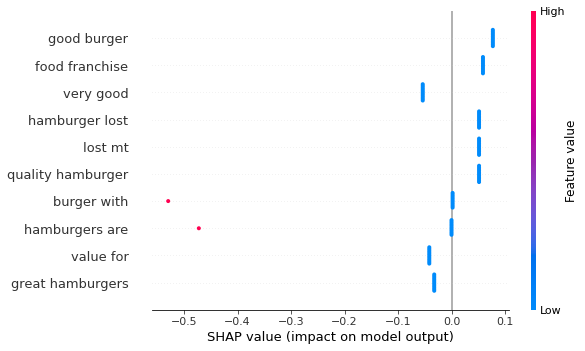 High
good burger
food franchise
very good
hamburger lost
lost mt
quality hamburger
burger with
hamburgers are
value for
great hamburgers
Feature value
Low
−0.5 −0.4 −0.3 −0.2 −0.1 0.0 0.1
SHAP value (impact on model output)